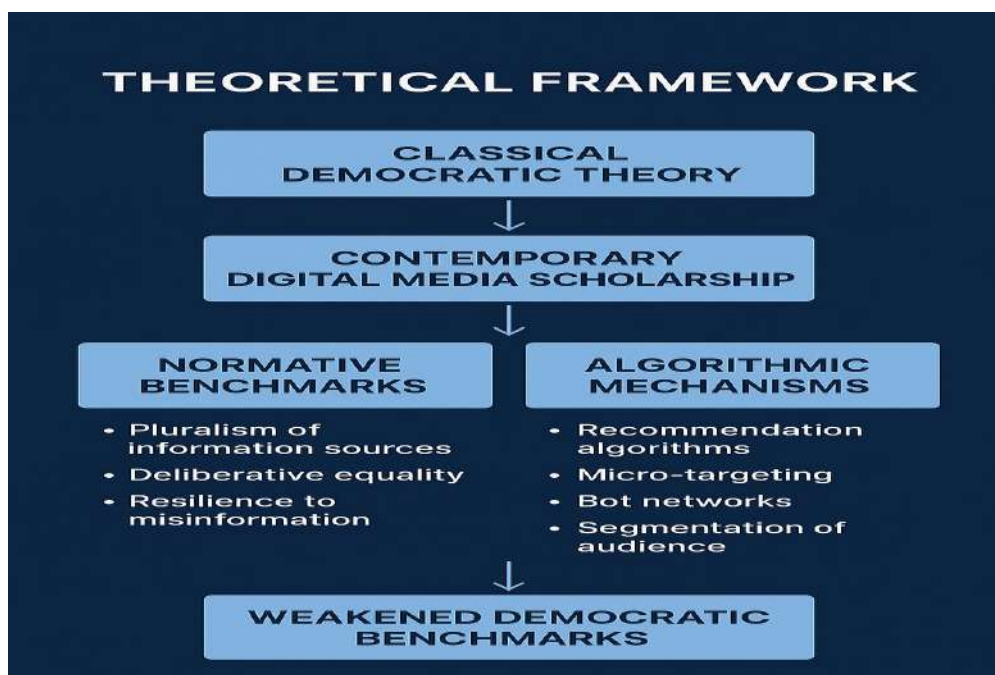 THEORETICAL FRAMEWORK
CLASSICAL
DEMOCRATIC THEORY
CONTEMPORARY
DIGITAL MEDIA SCHOLARSHIP
NORMATIVE
BENCHMARKS
• Pluralism of
information sources
• Deliberative equality
• Resilience to
misinformation
ALGORITHMIC
MECHANISMS
• Recommendation
algorithms
• Micro-targeting
• Bot networks
• Segmentation of
audience
WEAKENED DEMOCRATIC
BENCHMARKS